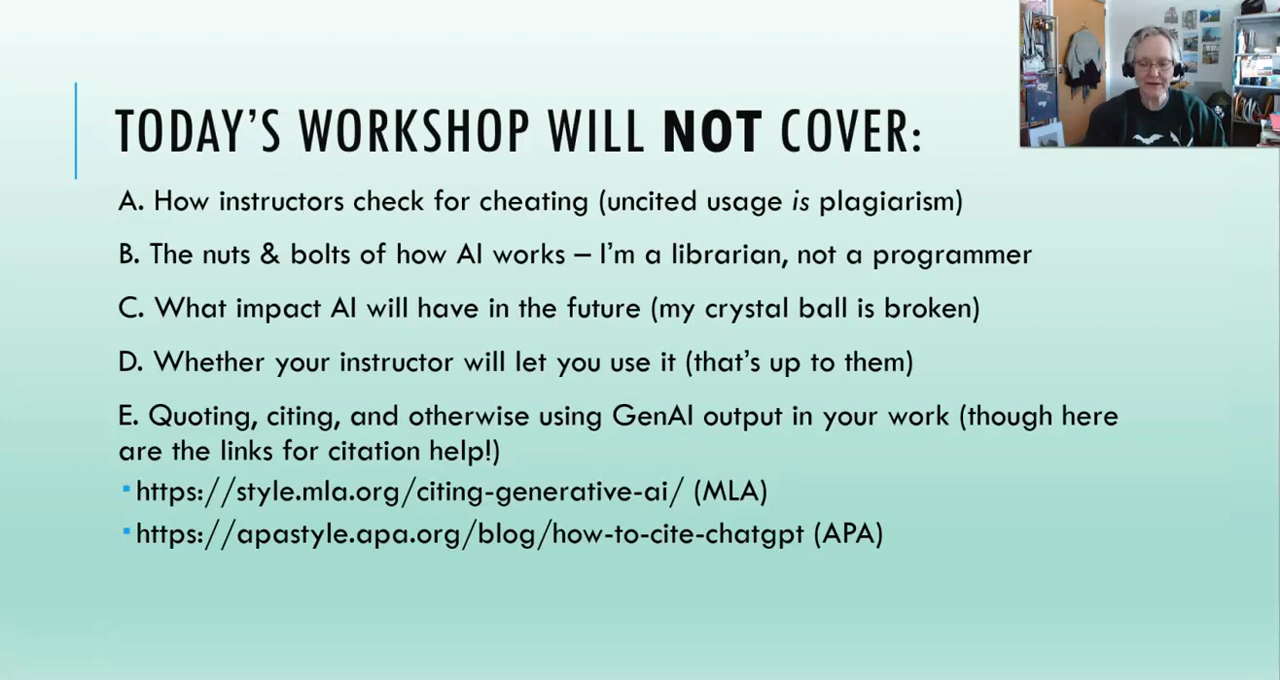 TODAY'S WORKSHOP WILL NOT COVER:
A. How instructors check for cheating (uncited usage is plagiarism)
B. The nuts & bolts of how AI works – I'm a librarian, not a programmer
C. What impact AI will have in the future (my crystal ball is broken)
D. Whether your instructor will let you use it (that's up to them)
E. Quoting, citing, and otherwise using GenAI output in your work (though here
are the links for citation help!)
▪ https://style.mla.org/citing-generative-ai/ (MLA)
▪ https://apastyle.apa.org/blog/how-to-cite-chatgpt (APA)